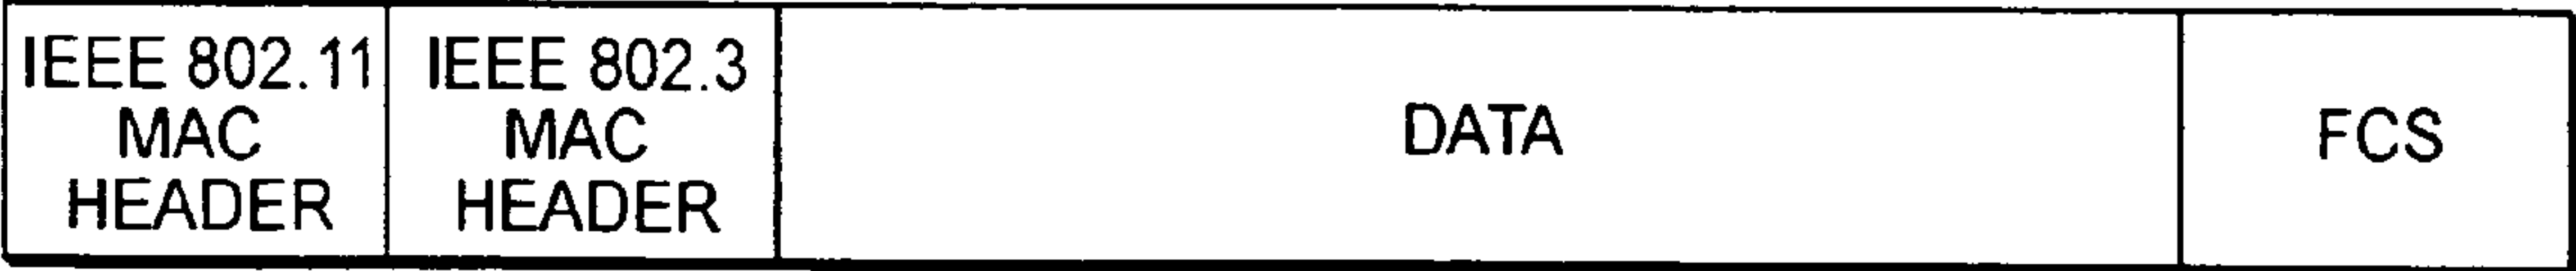 IEEE 802.11
MAC
HEADER
IEEE 802.3
MAC
HEADER
DATA
FCS